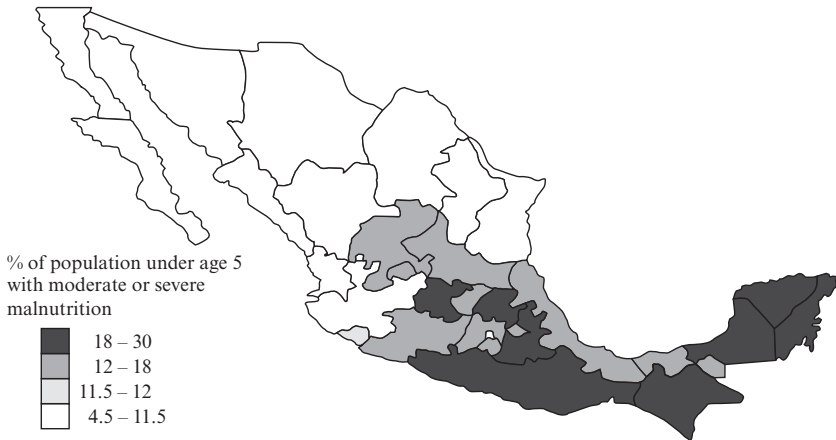 % of population under age 5
with moderate or severe
malnutrition
18 – 30
12 – 18
11.5 – 12
4.5 – 11.5